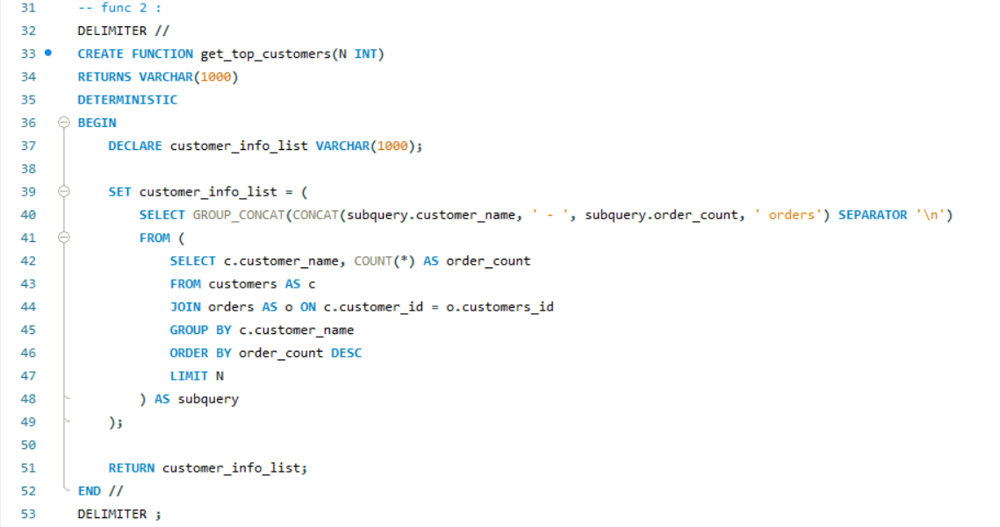 31 -- func 2 :
32 DELIMITER //
33 CREATE FUNCTION get_top_customers(N INT)
34 RETURNS VARCHAR(1000)
35 DETERMINISTIC
36 BEGIN
37 DECLARE customer_info_list VARCHAR(1000);
38
39 SET customer_info_list = (
40 SELECT GROUP_CONCAT(CONCAT(subquery.customer_name, ' - ', subquery.order_count, ' orders') SEPARATOR '\n')
41 FROM (
42 SELECT c.customer_name, COUNT(*) AS order_count
43 FROM customers AS c
44 JOIN orders AS o ON c.customer_id = o.customers_id
45 GROUP BY c.customer_name
46 ORDER BY order_count DESC
47 LIMIT N
48 ) AS subquery
49 );
50
51 RETURN customer_info_list;
52 END //
53 DELIMITER ;